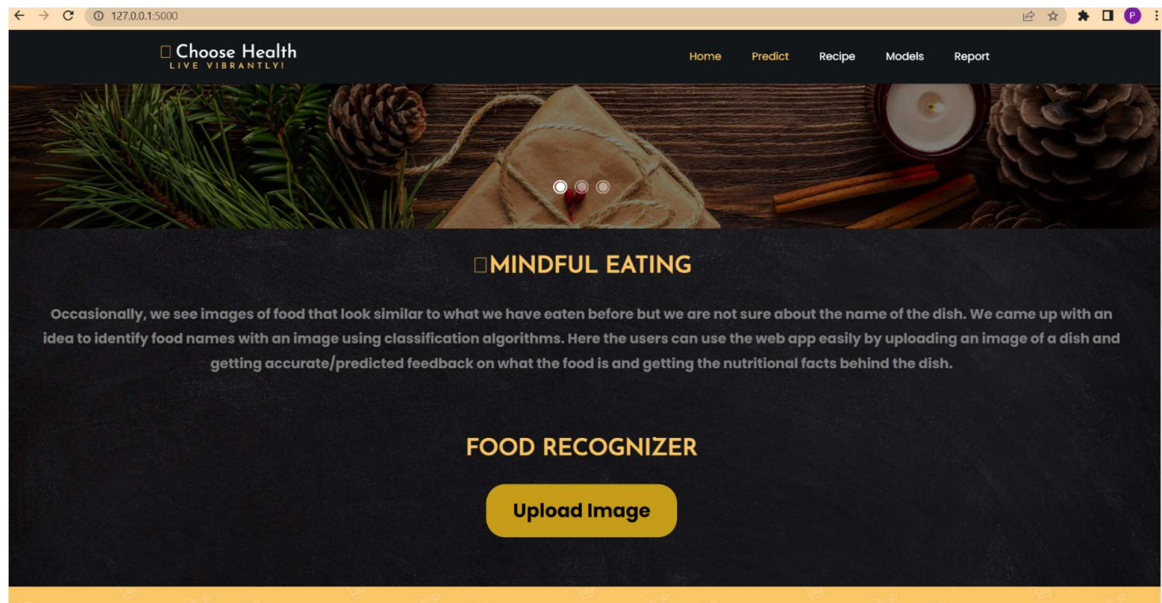 127.0.0.1:5000
P
Choose Health
LIVE VIBRANTLY!
Home Predict Recipe Models Report
MINDFUL EATING
Occasionally, we see images of food that look similar to what we have eaten before but we are not sure about the name of the dish. We came up with an
idea to identify food names with an image using classification algorithms. Here the users can use the web app easily by uploading an image of a dish and
getting accurate/predicted feedback on what the food is and getting the nutritional facts behind the dish.
FOOD RECOGNIZER
Upload Image